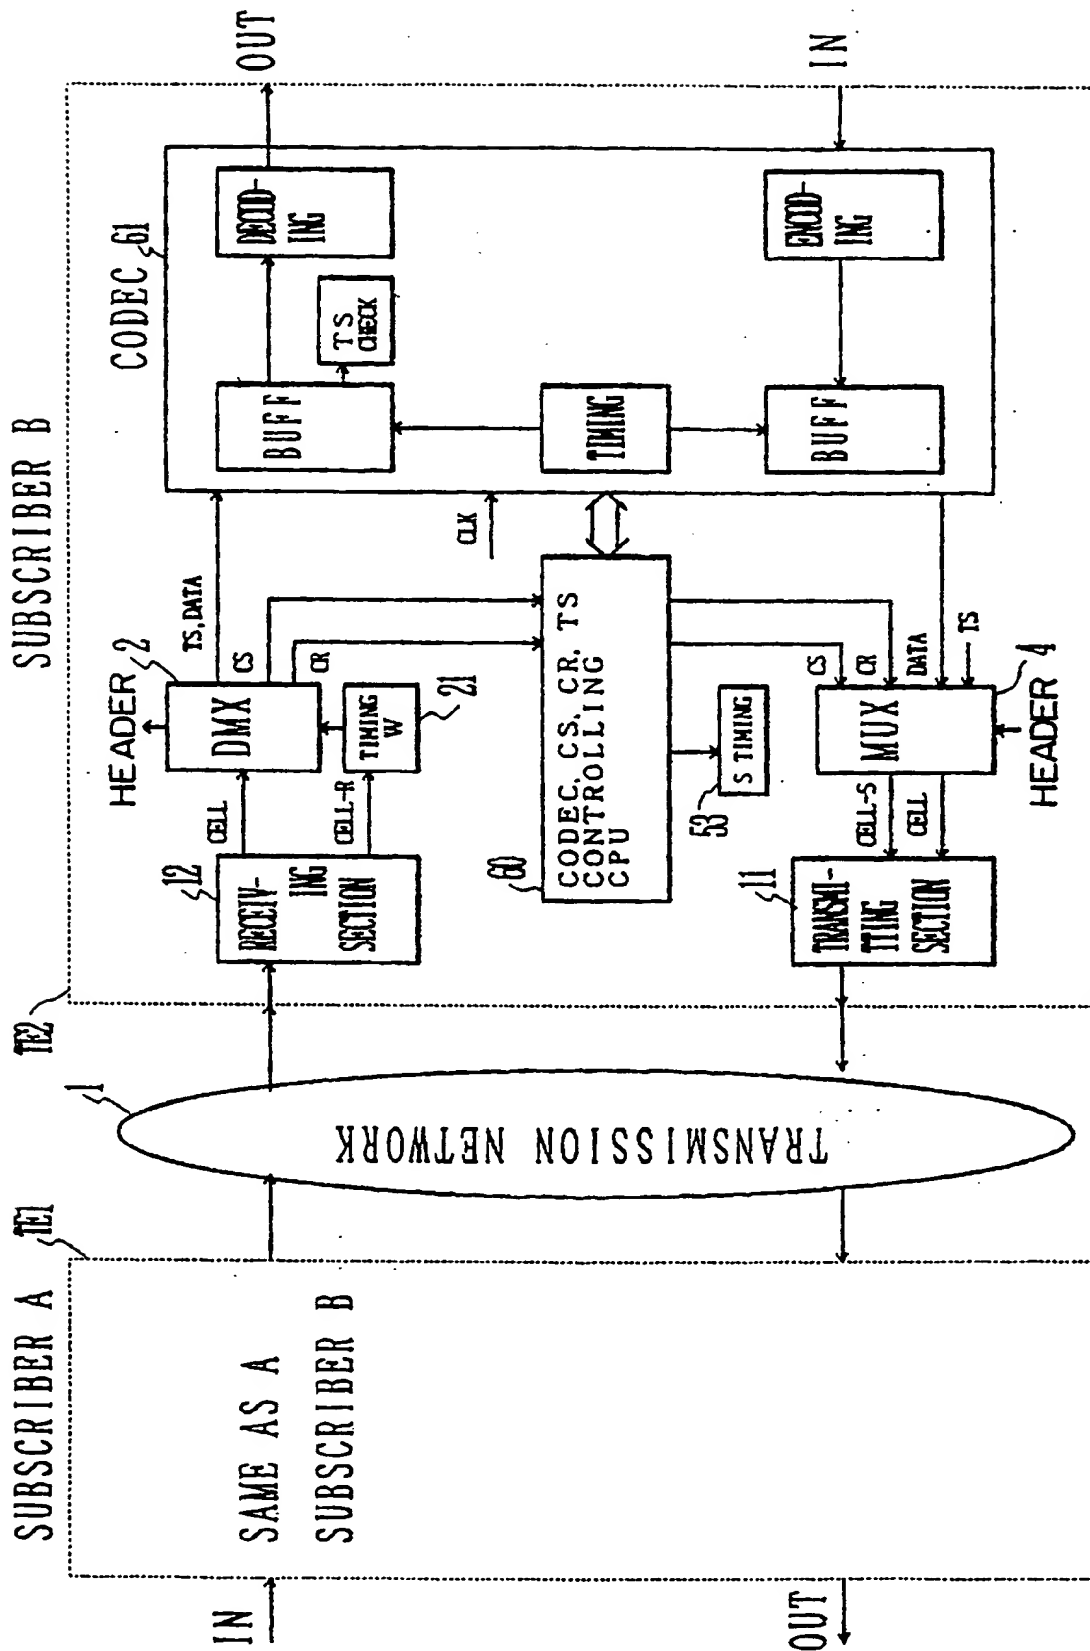 SUBSCRIBER A
TE1
IN
SAME AS A
SUBSCRIBER B
OUT
1
TRANSMISSION NETWORK
SUBSCRIBER B
TE2
12
RECEIV-
ING
SECTION
CELL
CELL-R
HEADER
2
DMX
TIMING
W
21
TS,DATA
CS
CR
CODEC 61
BUFF
TS
CHECK
DECOD-
ING
OUT
CLK
60
CODEC, CS, CR, TS
CONTROLLING
CPU
TIMING
53
S TIMING
11
TRANSMI-
TTING
SECTION
CELL-S
CELL
MUX
4
HEADER
CS
CR
DATA
TS
BUFF
ENCOD-
ING
IN